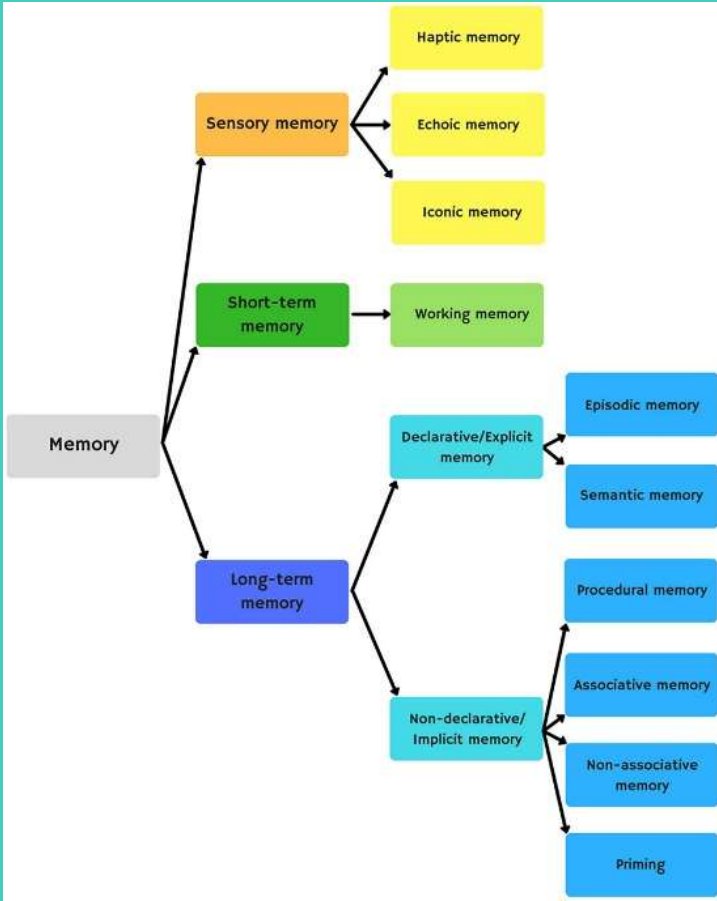 Haptic memory
Sensory memory
Echoic memory
Iconic memory
Short-term
memory
Working memory
Memory
Declarative/Explicit
memory
Episodic memory
Semantic memory
Long-term
memory
Procedural memory
Non-declarative/
Implicit memory
Associative memory
Non-associative
memory
Priming